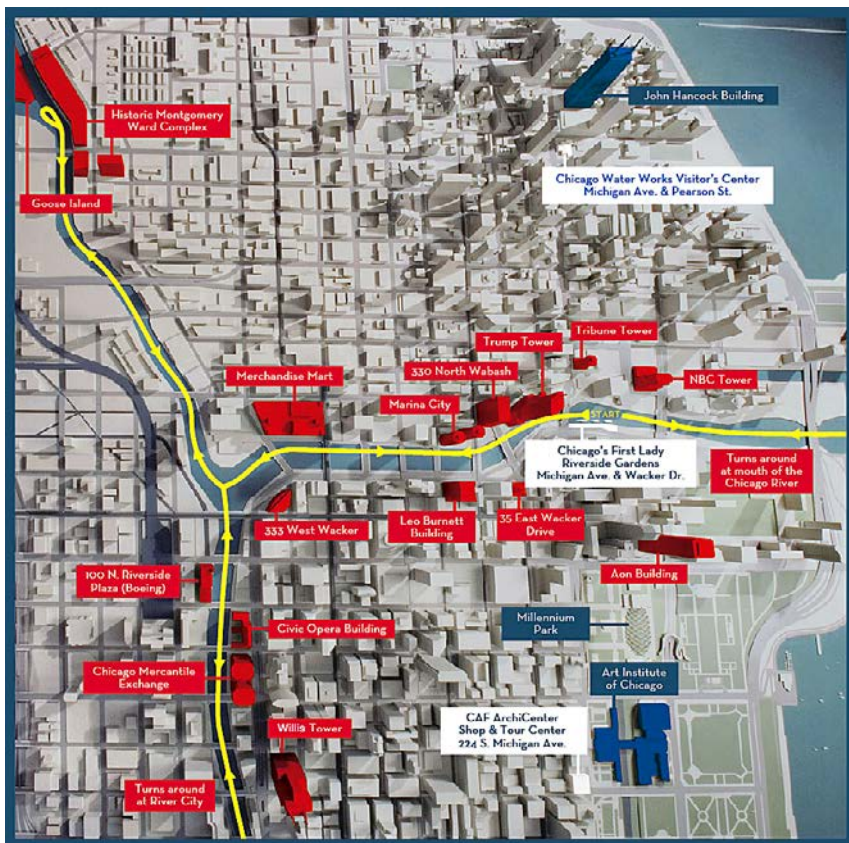 John Hancock Building
Historic Montgomery
Ward Complex
Chicago Water Works Visitor's Center
Michigan Ave. & Pearson St.
Goose Island
Tribune Tower
Trump Tower
330 North Wabash
Merchandise Mart
NBC Tower
Marina City
START
Chicago's First Lady
Riverside Gardens
Michigan Ave. & Wacker Dr.
Turns around
at mouth of the
Chicago River
333 West Wacker
Leo Burnett
Building
35 East Wacker
Drive
100 N. Riverside
Plaza (Boeing)
Aon Building
Civic Opera Building
Millennium
Park
Chicago Mercantile
Exchange
Art Institute
of Chicago
CAF ArchiCenter
Shop & Tour Center
224 S. Michigan Ave.
Willis Tower
Turns around
at River City